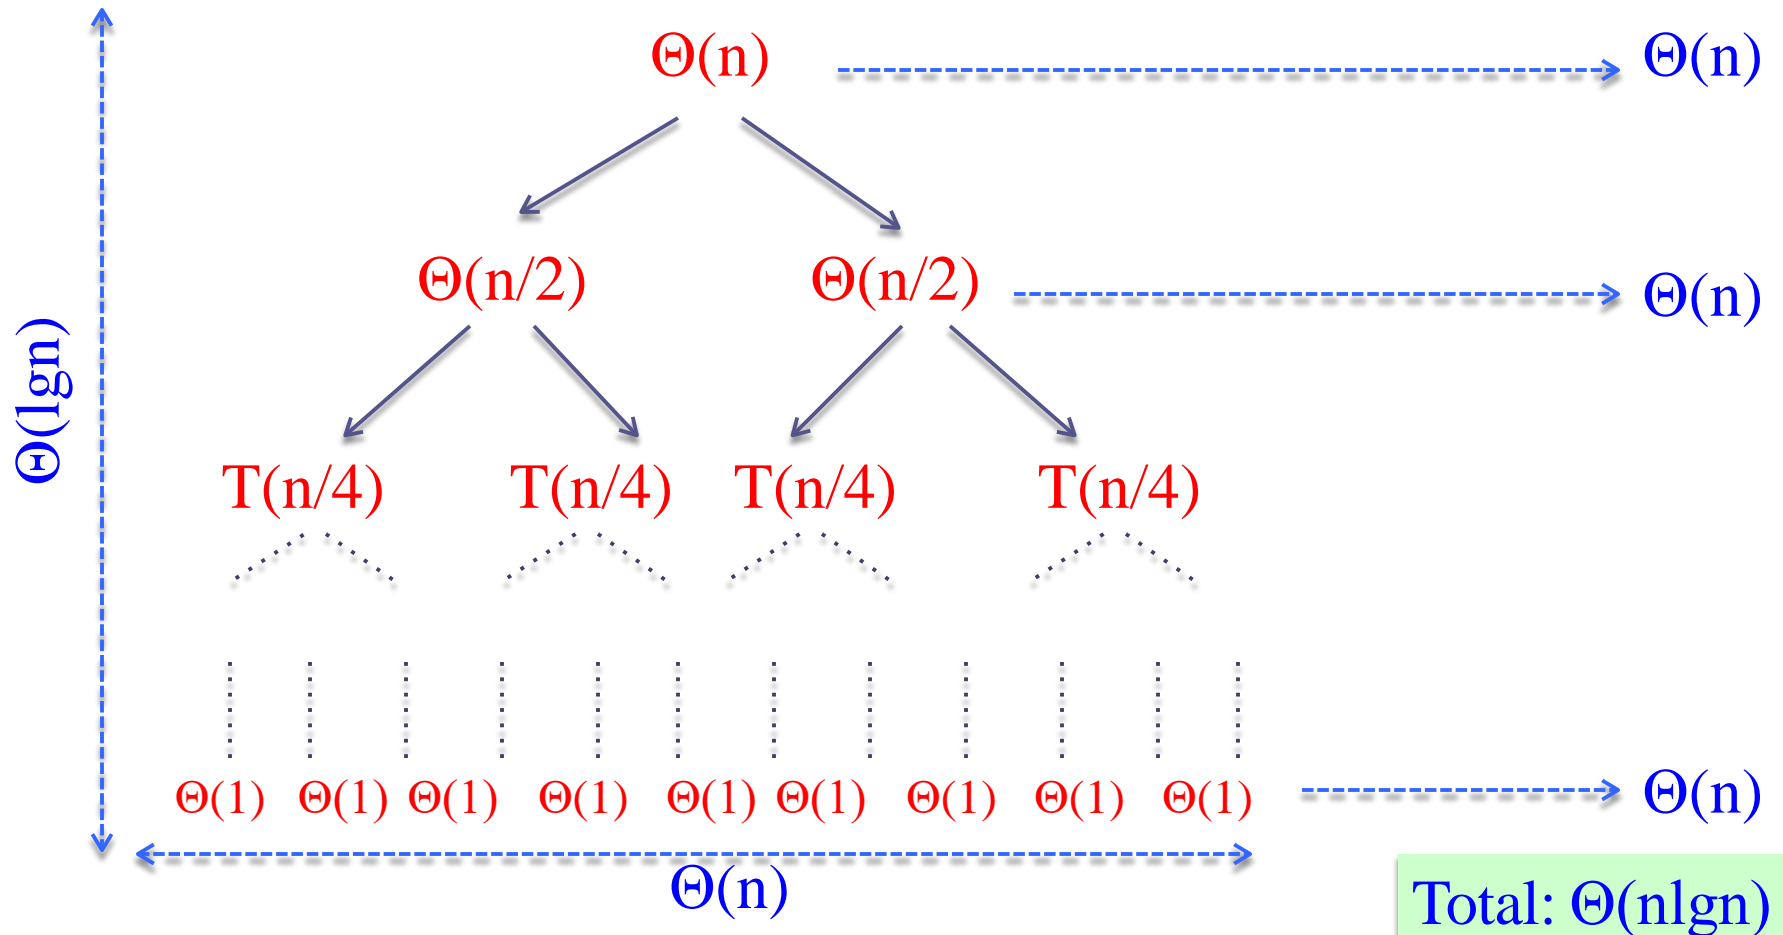 Θ(n) Θ(n)
Θ(n/2) Θ(n/2) Θ(n)
Θ(lgn)
T(n/4) T(n/4) T(n/4) T(n/4)
Θ(1) Θ(1) Θ(1) Θ(1) Θ(1) Θ(1) Θ(1) Θ(1) Θ(1) Θ(n)
Θ(n)
Total: Θ(nlgn)